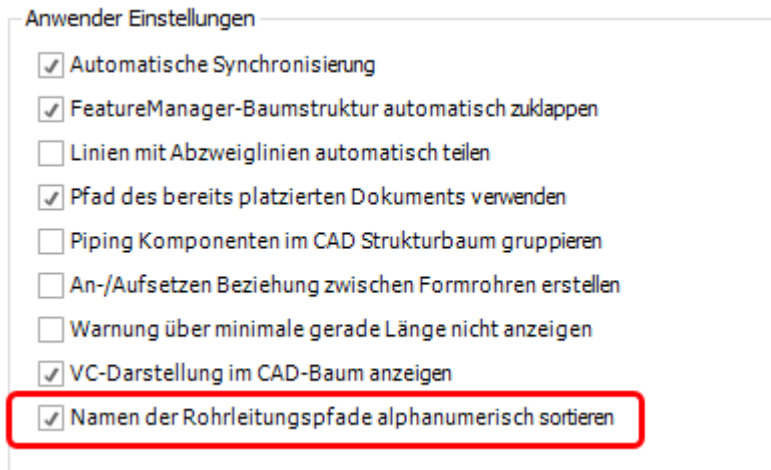 Anwender Einstellungen
Automatische Synchronisierung
FeatureManager-Baumstruktur automatisch zuklappen
Linien mit Abzweiglinien automatisch teilen
Pfad des bereits platzierten Dokuments verwenden
Piping Komponenten im CAD Strukturbaum gruppieren
An-/Aufsetzen Beziehung zwischen Formrohren erstellen
Warnung über minimale gerade Länge nicht anzeigen
VC-Darstellung im CAD-Baum anzeigen
Namen der Rohrleitungspfade alphanumerisch sortieren